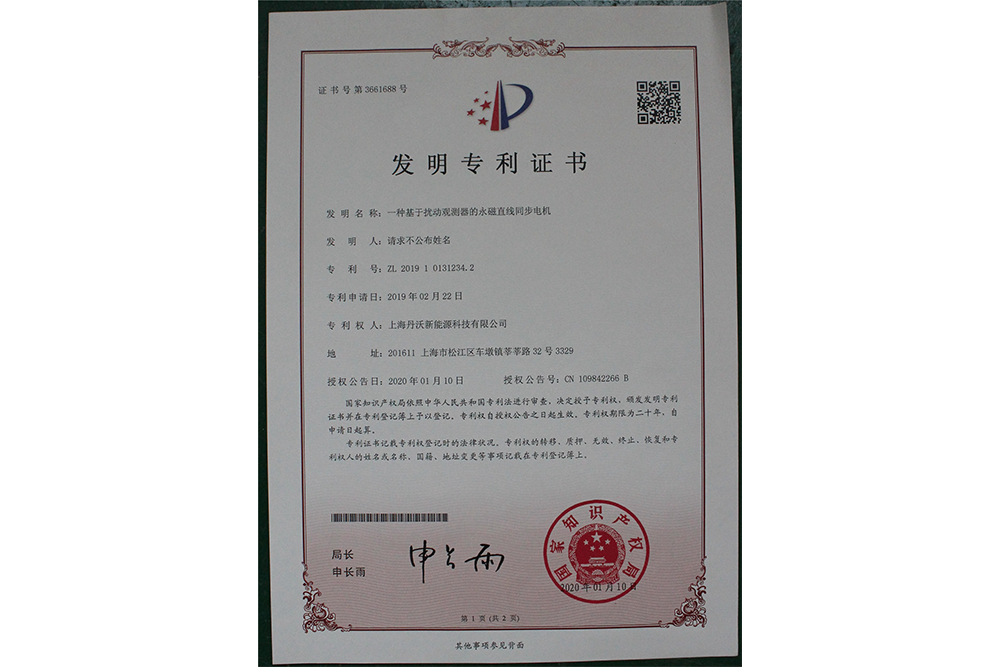 证书号第3661688号
发明专利证书
发明名称：一种基于扰动观测器的永磁直线同步电机
发明人：请求不公布姓名
专利号：ZL 2019 1 0131234.2
专利申请日：2019年02月22日
专利权人：上海丹沃新能源科技有限公司
地址：201611 上海市松江区车墩镇莘莘路32号3329
授权公告日：2020年01月10日 授权公告号：CN 109842266 B
国家知识产权局依照中华人民共和国专利法进行审查，决定授予专利权，颁发发明专利
证书并在专利登记簿上予以登记。专利权自授权公告之日起生效。专利权期限为二十年，自
申请日起算。
专利证书记载专利权登记时的法律状况。专利权的转移、质押、无效、终止、恢复和专
利权人的姓名或名称、国籍、地址变更等事项记载在专利登记簿上。
局长
申长雨
申长雨
国家知识产权局
2020年01月10日
第 1 页 (共 2 页)
其他事项参见背面